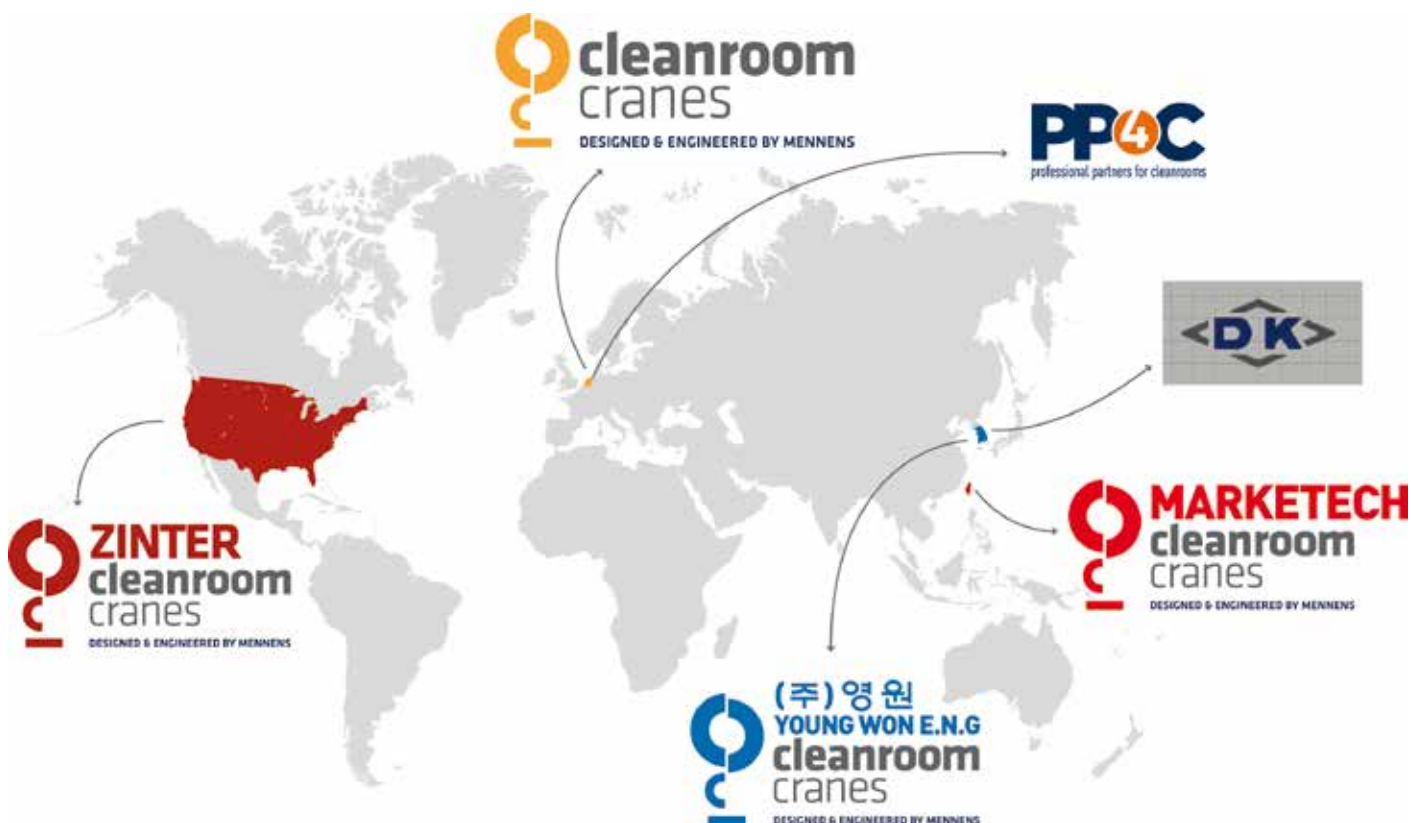 cleanroom
cranes
DESIGNED & ENGINEERED BY MENNENS
PP4C
professional partners for cleanrooms
<DK>
ZINTER
cleanroom
cranes
DESIGNED & ENGINEERED BY MENNENS
MARKETECH
cleanroom
cranes
DESIGNED & ENGINEERED BY MENNENS
(주)영원
YOUNG WON E.N.G
cleanroom
cranes
DESIGNED & ENGINEERED BY MENNENS